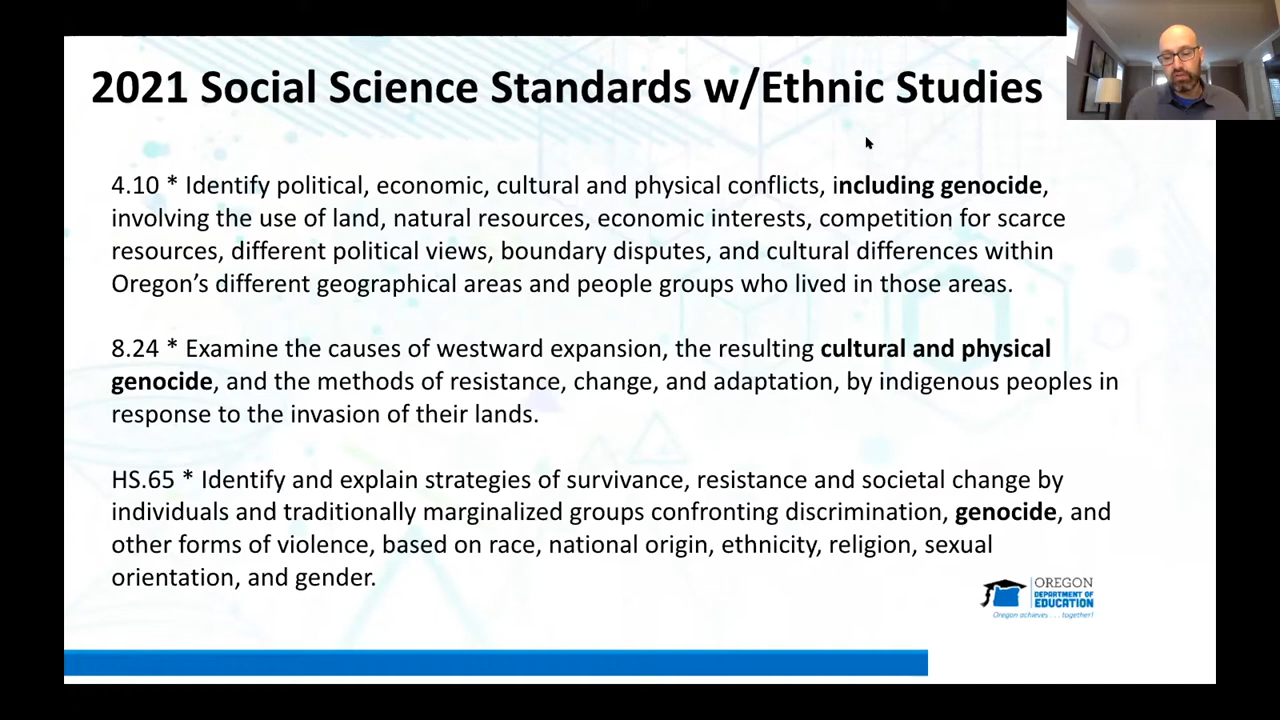 2021 Social Science Standards w/Ethnic Studies
4.10 * Identify political, economic, cultural and physical conflicts, including genocide,
involving the use of land, natural resources, economic interests, competition for scarce
resources, different political views, boundary disputes, and cultural differences within
Oregon’s different geographical areas and people groups who lived in those areas.
8.24 * Examine the causes of westward expansion, the resulting cultural and physical
genocide, and the methods of resistance, change, and adaptation, by indigenous peoples in
response to the invasion of their lands.
HS.65 * Identify and explain strategies of survivance, resistance and societal change by
individuals and traditionally marginalized groups confronting discrimination, genocide, and
other forms of violence, based on race, national origin, ethnicity, religion, sexual
orientation, and gender.
OREGON
DEPARTMENT OF
EDUCATION
Oregon achieves . . . together!